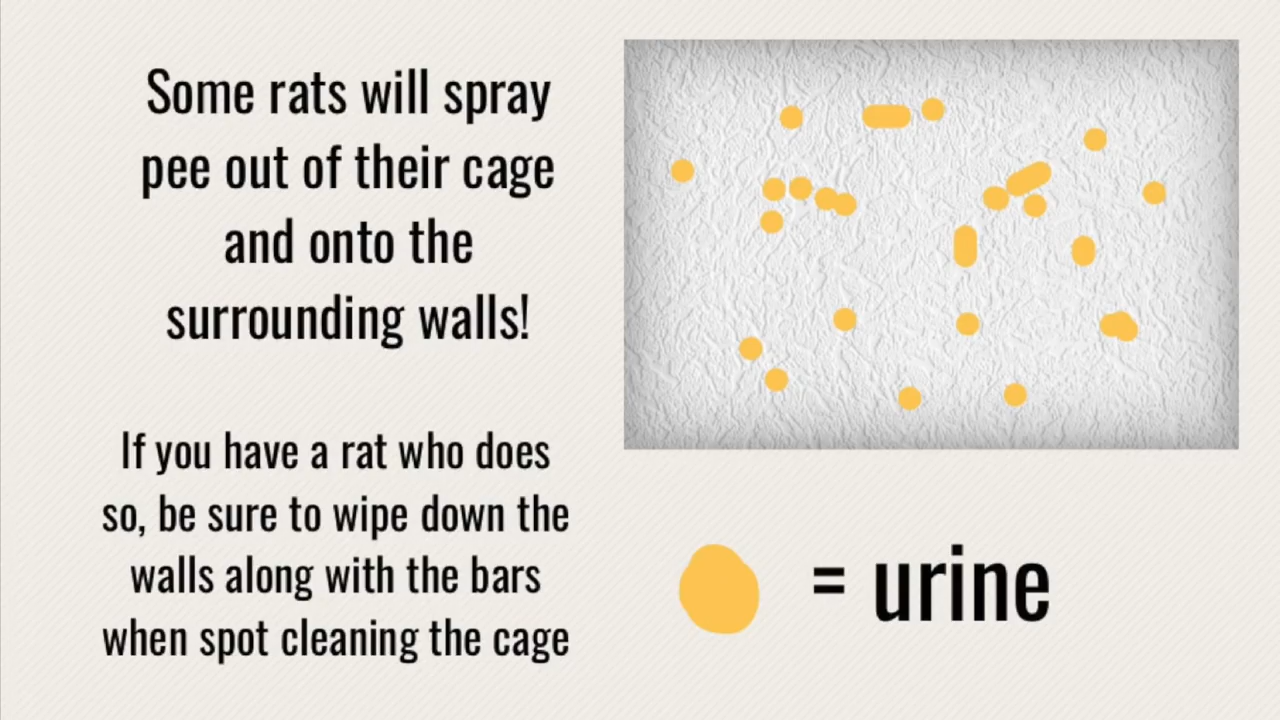 Some rats will spray
pee out of their cage
and onto the
surrounding walls!
If you have a rat who does
so, be sure to wipe down the
walls along with the bars
when spot cleaning the cage
= urine